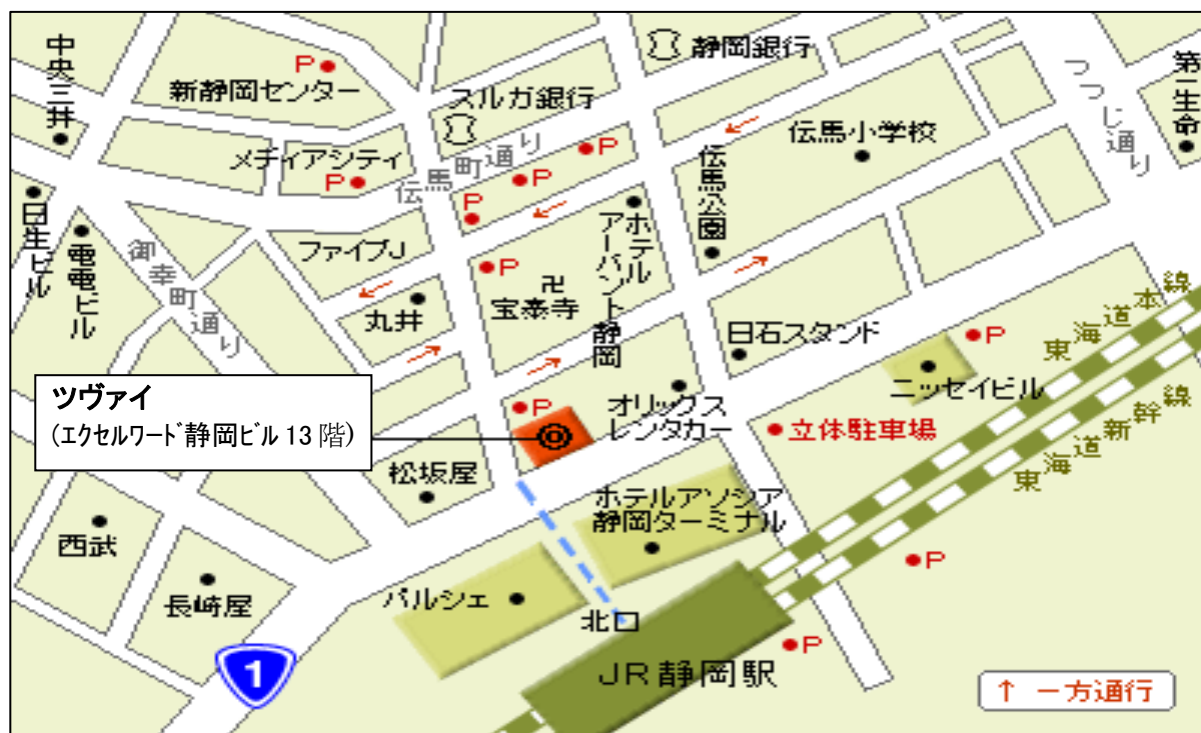 中央三井
新静岡センター
P
スルガ銀行
静岡銀行
つつじ通り
第一生命
メディアシティ
P
伝馬町通り
P
P
P
伝馬公園
伝馬小学校
日生ビル
電電ビル
御幸町通り
ファイブJ
P
卍
宝泰寺
ホテル
アーバント静岡
丸井
日石スタンド
P
ニッセイビル
東海道本線
東海道新幹線
ツヴァイ
(エクセルワード静岡ビル 13 階)
P
オリックス
レンタカー
立体駐車場
松坂屋
ホテルアソシア
静岡ターミナル
西武
長崎屋
パルシェ
北口
P
P
JR静岡駅
1
↑ 一方通行